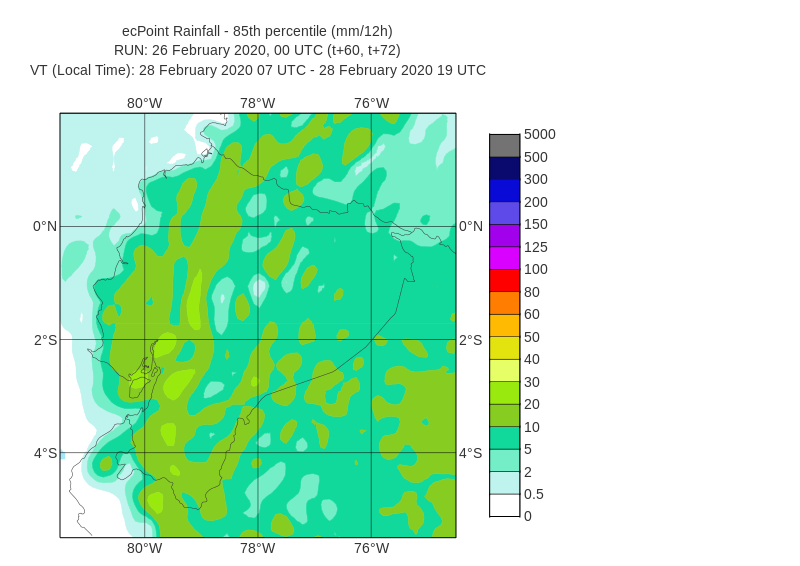 ecPoint Rainfall - 85th percentile (mm/12h)
RUN: 26 February 2020, 00 UTC (t+60, t+72)
VT (Local Time): 28 February 2020 07 UTC - 28 February 2020 19 UTC
80°W 78°W 76°W
5000
500
300
200
150
125
100
80
60
50
40
30
20
10
5
2
0.5
0
0°N 0°N
2°S 2°S
4°S 4°S
80°W 78°W 76°W